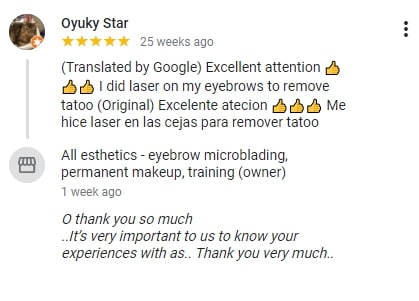 Oyuky Star
25 weeks ago
(Translated by Google) Excellent attention 👍
👍👍 I did laser on my eyebrows to remove
tatoo (Original) Excelente atecion 👍👍👍 Me
hice laser en las cejas para remover tatoo
All esthetics - eyebrow microblading,
permanent makeup, training (owner)
1 week ago
O thank you so much
..It's very important to us to know your
experiences with as.. Thank you very much..